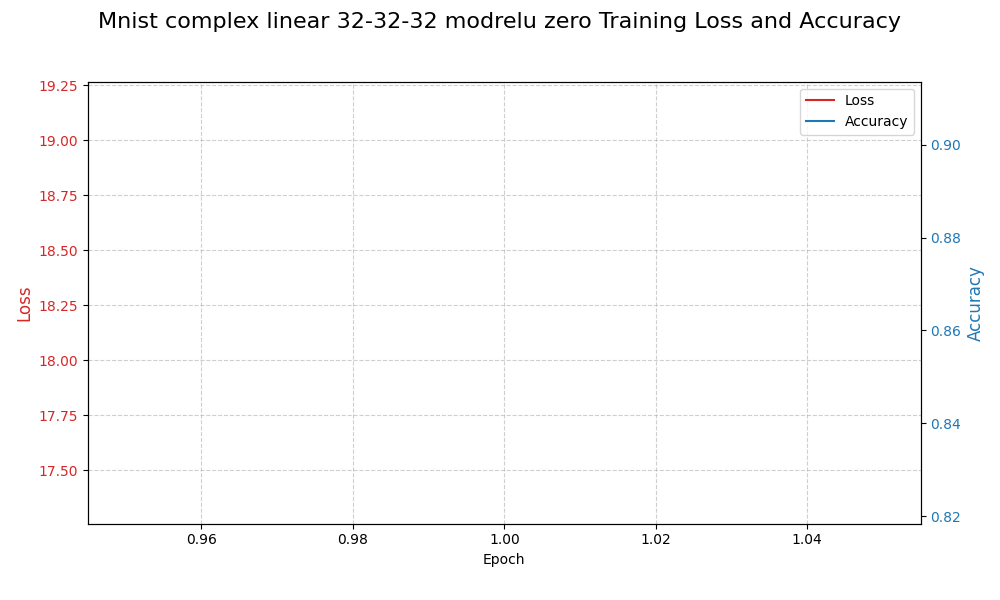 Mnist complex linear 32-32-32 modrelu zero Training Loss and Accuracy
Loss
Accuracy
19.25
19.00
18.75
18.50
18.25
18.00
17.75
17.50
Loss
0.90
0.88
0.86
0.84
0.82
Accuracy
0.96 0.98 1.00 1.02 1.04
Epoch